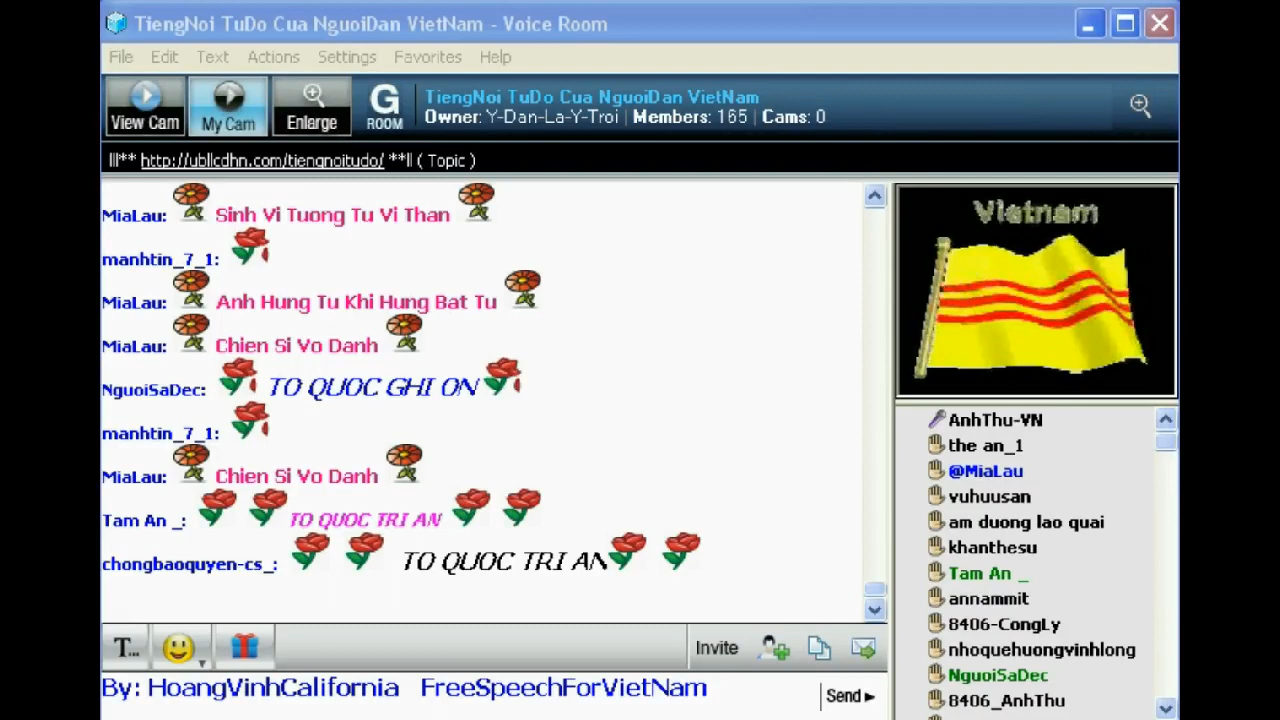 TiengNoi TuDo Cua NguoiDan VietNam - Voice Room
File Edit Text Actions Settings Favorites Help
View Cam
My Cam
Enlarge
G ROOM
TiengNoi TuDo Cua NguoiDan VietNam
Owner: Y-Dan-La-Y-Troi | Members: 165 | Cams: 0
lll** http://ubllcdhn.com/tiengnoitudo/ **ll ( Topic )
MiaLau: Sinh Vi Tuong Tu Vi Than
manhtin_7_1:
MiaLau: Anh Hung Tu Khi Hung Bat Tu
MiaLau: Chien Si Vo Danh
NguoiSaDec: TO QUOC GHI ON
manhtin_7_1:
MiaLau: Chien Si Vo Danh
Tam An _: TO QUOC TRI AN
chongbaoquyen-cs_: TO QUOC TRI AN
Vietnam
AnhThu-VN
the an_1
@MiaLau
vuhuusan
am duong lao quai
khanthesu
Tam An _
annammit
8406-CongLy
nhoquehuongvinhlong
NguoiSaDec
8406_AnhThu
T...
Invite
By: HoangVinhCalifornia FreeSpeechForVietNam
Send